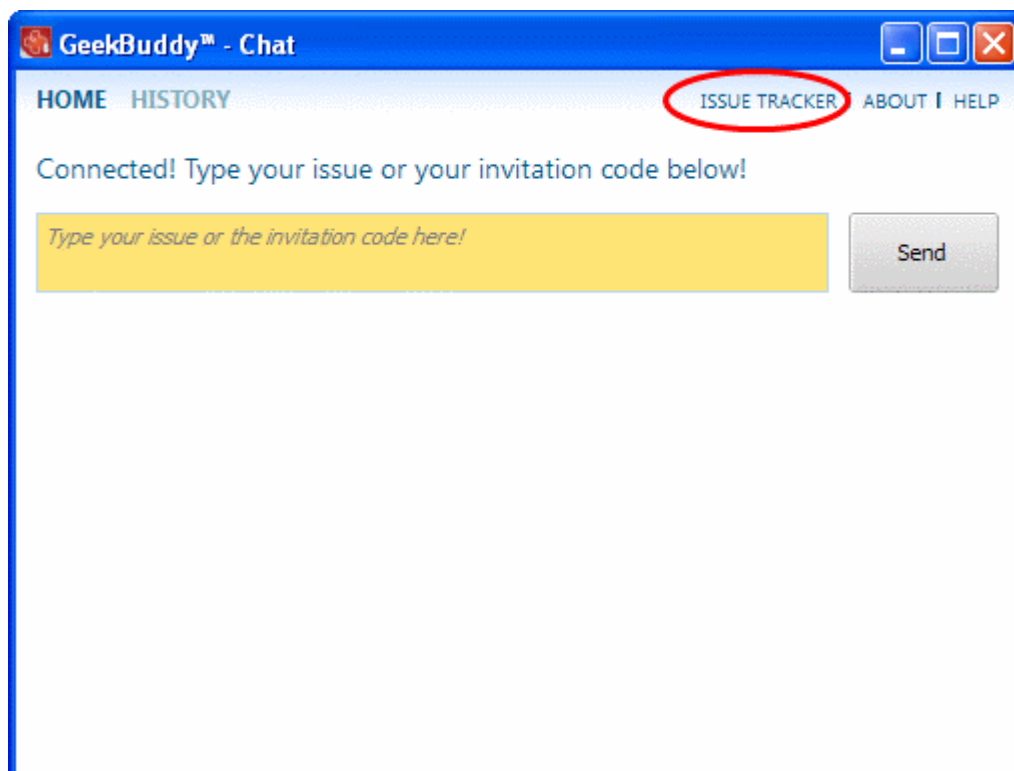 GeekBuddy™ - Chat
HOME HISTORY ISSUE TRACKER | ABOUT | HELP
Connected! Type your issue or your invitation code below!
Type your issue or the invitation code here! Send